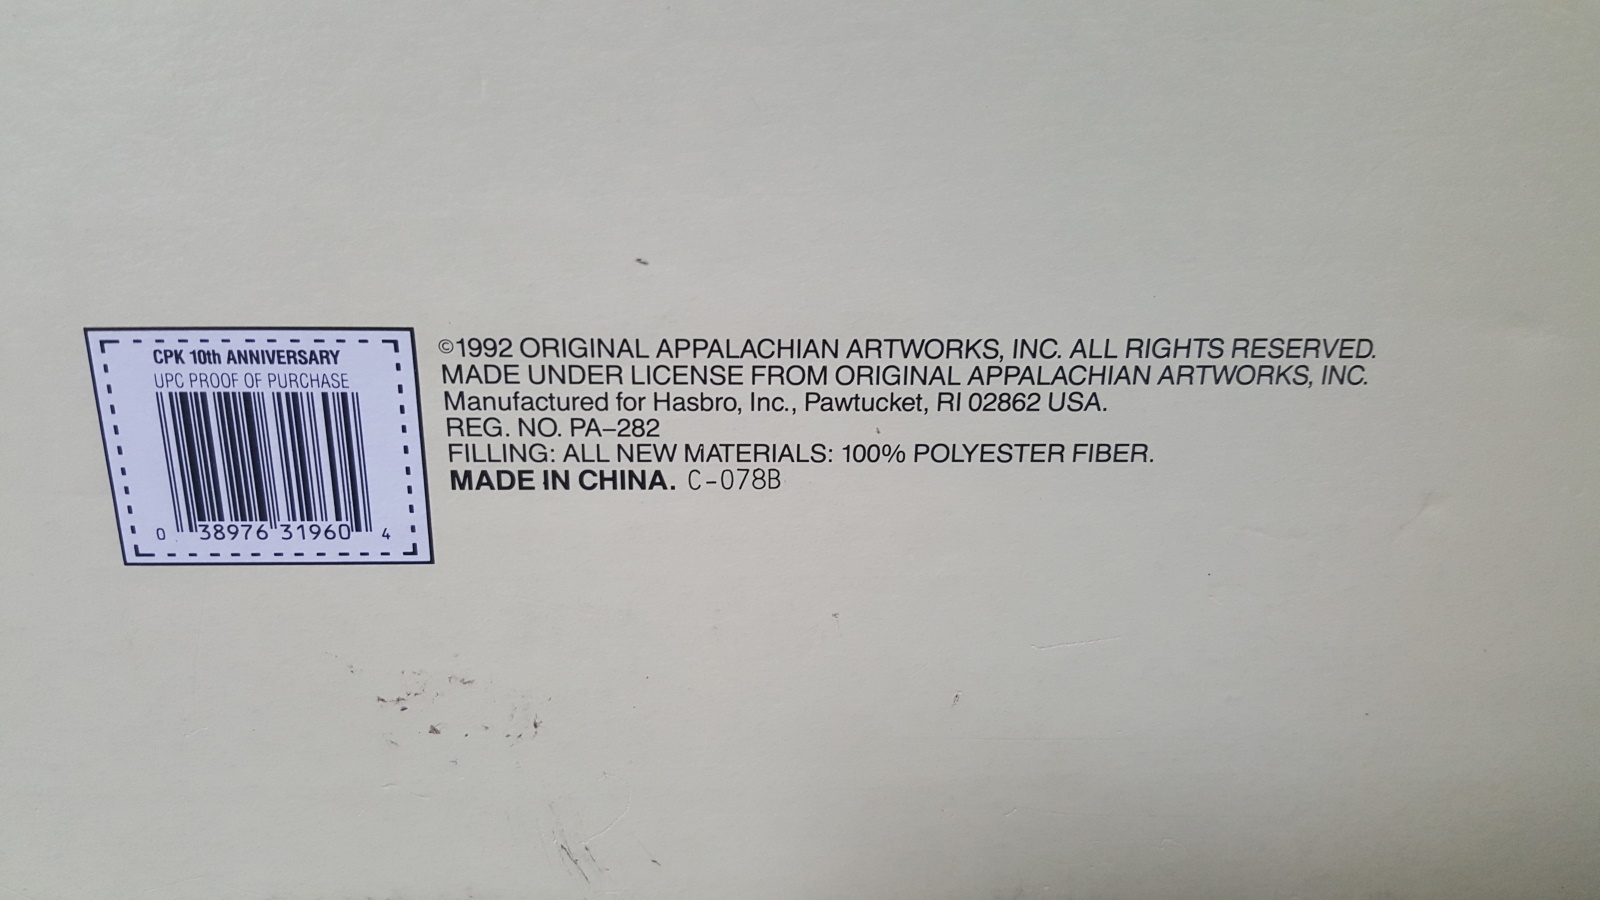 CPK 10th ANNIVERSARY
UPC PROOF OF PURCHASE
0 38976 31960 4
©1992 ORIGINAL APPALACHIAN ARTWORKS, INC. ALL RIGHTS RESERVED.
MADE UNDER LICENSE FROM ORIGINAL APPALACHIAN ARTWORKS, INC.
Manufactured for Hasbro, Inc., Pawtucket, RI 02862 USA.
REG. NO. PA–282
FILLING: ALL NEW MATERIALS: 100% POLYESTER FIBER.
MADE IN CHINA. C-078B